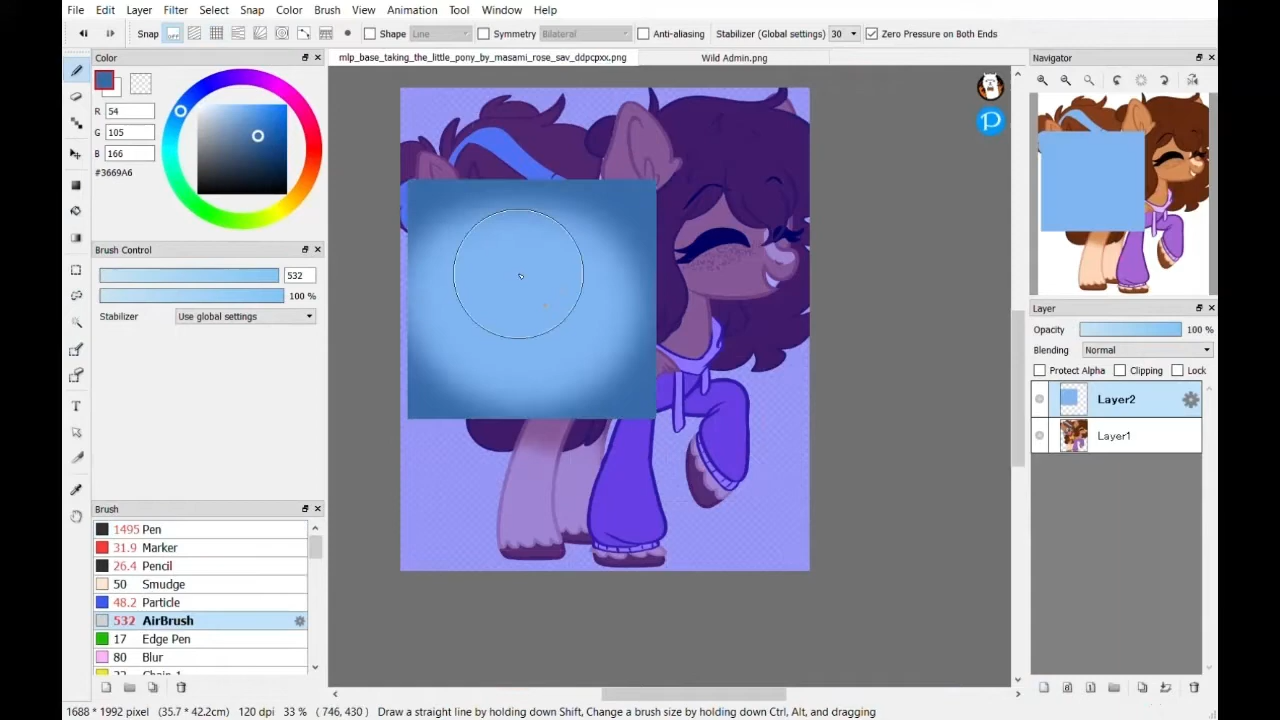 File Edit Layer Filter Select Snap Color Brush View Animation Tool Window Help
Snap OFF Shape Line Symmetry Bilateral Anti-aliasing Stabilizer (Global settings) 30 Zero Pressure on Both Ends
Color
mlp_base_taking_the_little_pony_by_masami_rose_sav_ddpcpxx.png
Wild Admin.png
Navigator
R 54
G 105
B 166
#3669A6
Brush Control
532
100 %
Stabilizer Use global settings
Layer
Opacity 100 %
Blending Normal
Protect Alpha Clipping Lock
Layer2
Layer1
Brush
1495 Pen
31.9 Marker
26.4 Pencil
50 Smudge
48.2 Particle
532 AirBrush
17 Edge Pen
80 Blur
1688 * 1992 pixel (35.7 * 42.2cm) 120 dpi 33 % ( 746, 430 ) Draw a straight line by holding down Shift, Change a brush size by holding down Ctrl, Alt, and dragging